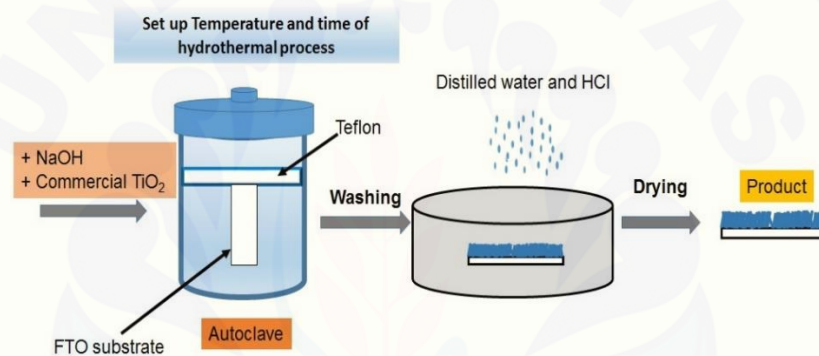 Set up Temperature and time of
hydrothermal process
Distilled water and HCl
Teflon
+ NaOH
+ Commercial TiO₂
Washing
Drying
Product
FTO substrate
Autoclave